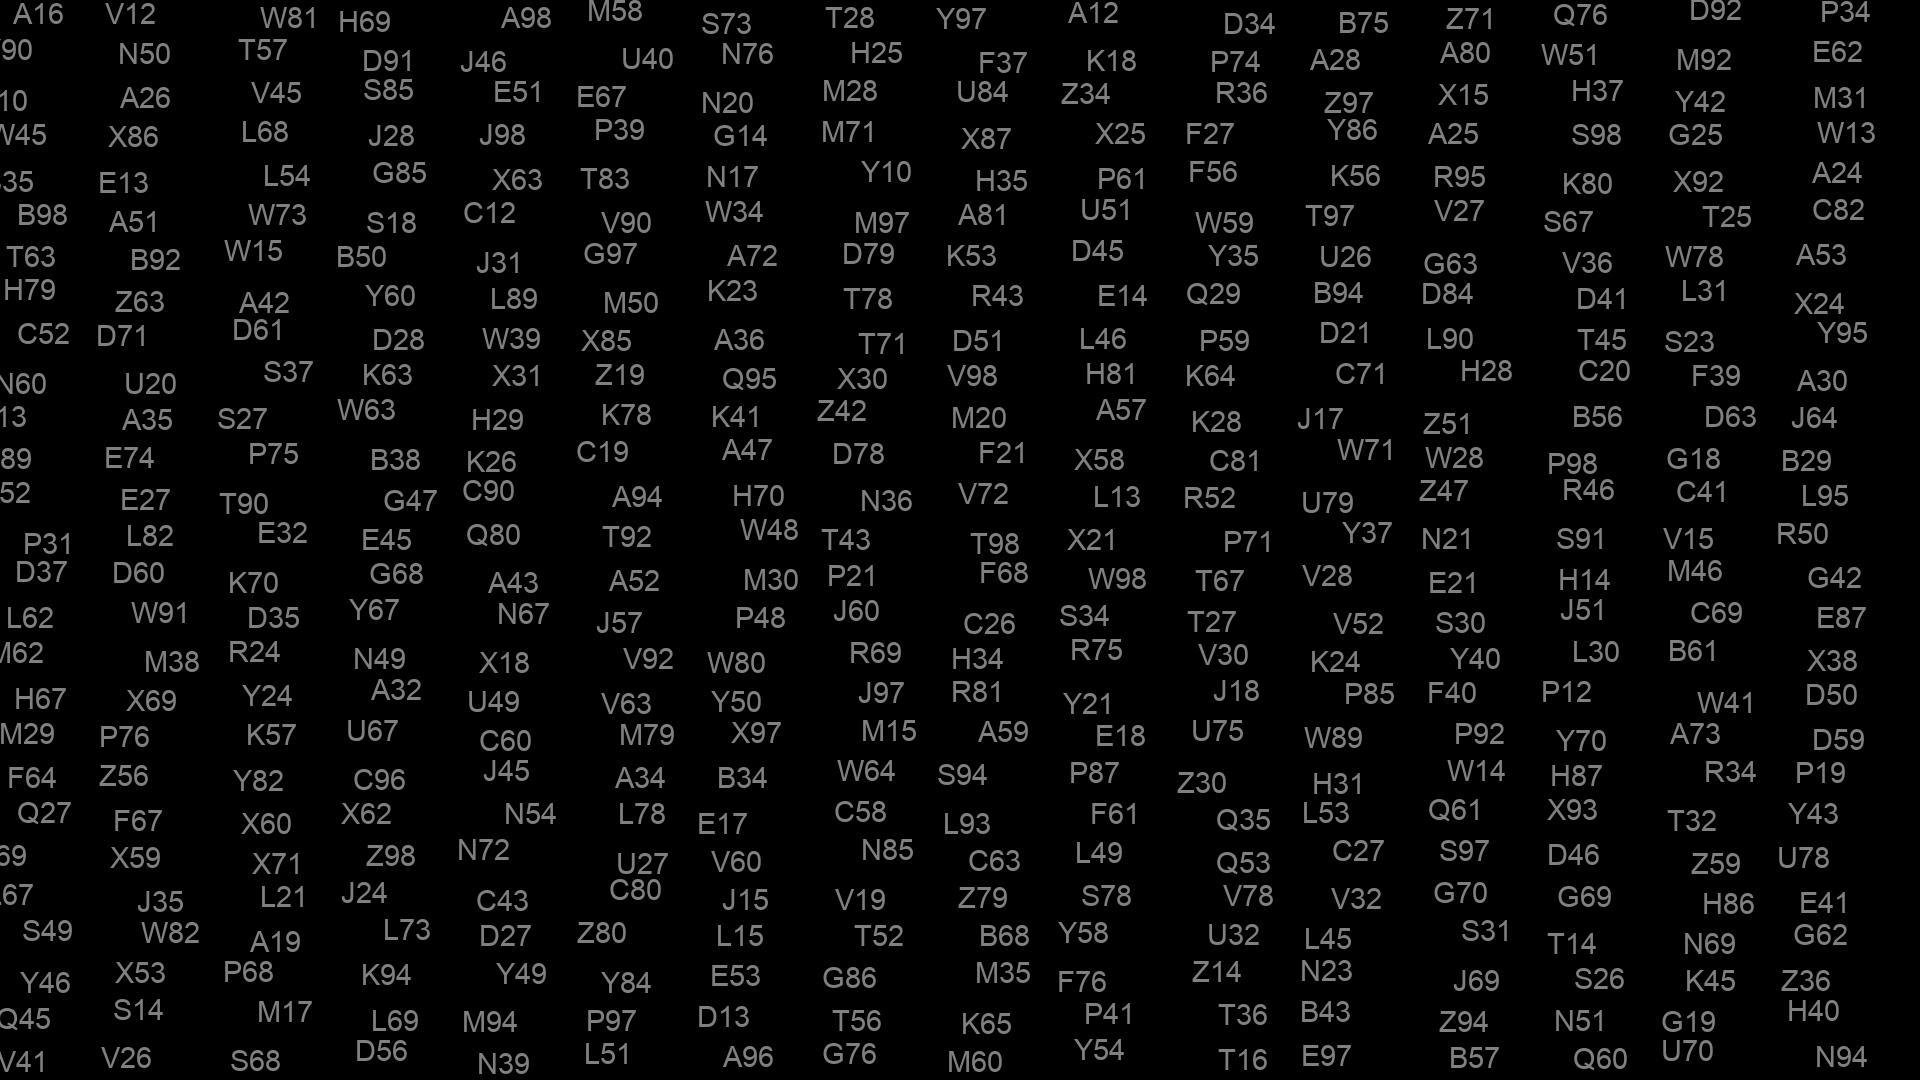 A16 V12 W81 H69 A98 M58 S73 T28 Y97 A12 D34 B75 Z71 Q76 D92 P34
90 N50 T57 D91 J46 U40 N76 H25 F37 K18 P74 A28 A80 W51 M92 E62
10 A26 V45 S85 E51 E67 N20 M28 U84 Z34 R36 Z97 X15 H37 Y42 M31
W45 X86 L68 J28 J98 P39 G14 M71 X87 X25 F27 Y86 A25 S98 G25 W13
35 E13 L54 G85 X63 T83 N17 Y10 H35 P61 F56 K56 R95 K80 X92 A24
B98 A51 W73 S18 C12 V90 W34 M97 A81 U51 W59 T97 V27 S67 T25 C82
T63 B92 W15 B50 J31 G97 A72 D79 K53 D45 Y35 U26 G63 V36 W78 A53
H79 Z63 A42 Y60 L89 M50 K23 T78 R43 E14 Q29 B94 D84 D41 L31 X24
C52 D71 D61 D28 W39 X85 A36 T71 D51 L46 P59 D21 L90 T45 S23 Y95
N60 U20 S37 K63 X31 Z19 Q95 X30 V98 H81 K64 C71 H28 C20 F39 A30
13 A35 S27 W63 H29 K78 K41 Z42 M20 A57 K28 J17 Z51 B56 D63 J64
89 E74 P75 B38 K26 C19 A47 D78 F21 X58 C81 W71 W28 P98 G18 B29
52 E27 T90 G47 C90 A94 H70 N36 V72 L13 R52 U79 Z47 R46 C41 L95
P31 L82 E32 E45 Q80 T92 W48 T43 T98 X21 P71 Y37 N21 S91 V15 R50
D37 D60 K70 G68 A43 A52 M30 P21 F68 W98 T67 V28 E21 H14 M46 G42
L62 W91 D35 Y67 N67 J57 P48 J60 C26 S34 T27 V52 S30 J51 C69 E87
M62 M38 R24 N49 X18 V92 W80 R69 H34 R75 V30 K24 Y40 L30 B61 X38
H67 X69 Y24 A32 U49 V63 Y50 J97 R81 Y21 J18 P85 F40 P12 W41 D50
M29 P76 K57 U67 C60 M79 X97 M15 A59 E18 U75 W89 P92 Y70 A73 D59
F64 Z56 Y82 C96 J45 A34 B34 W64 S94 P87 Z30 H31 W14 H87 R34 P19
Q27 F67 X60 X62 N54 L78 E17 C58 L93 F61 Q35 L53 Q61 X93 T32 Y43
69 X59 X71 Z98 N72 U27 V60 N85 C63 L49 Q53 C27 S97 D46 Z59 U78
67 J35 L21 J24 C43 C80 J15 V19 Z79 S78 V78 V32 G70 G69 H86 E41
S49 W82 A19 L73 D27 Z80 L15 T52 B68 Y58 U32 L45 S31 T14 N69 G62
Y46 X53 P68 K94 Y49 Y84 E53 G86 M35 F76 Z14 N23 J69 S26 K45 Z36
Q45 S14 M17 L69 M94 P97 D13 T56 K65 P41 T36 B43 Z94 N51 G19 H40
V41 V26 S68 D56 N39 L51 A96 G76 M60 Y54 T16 E97 B57 Q60 U70 N94